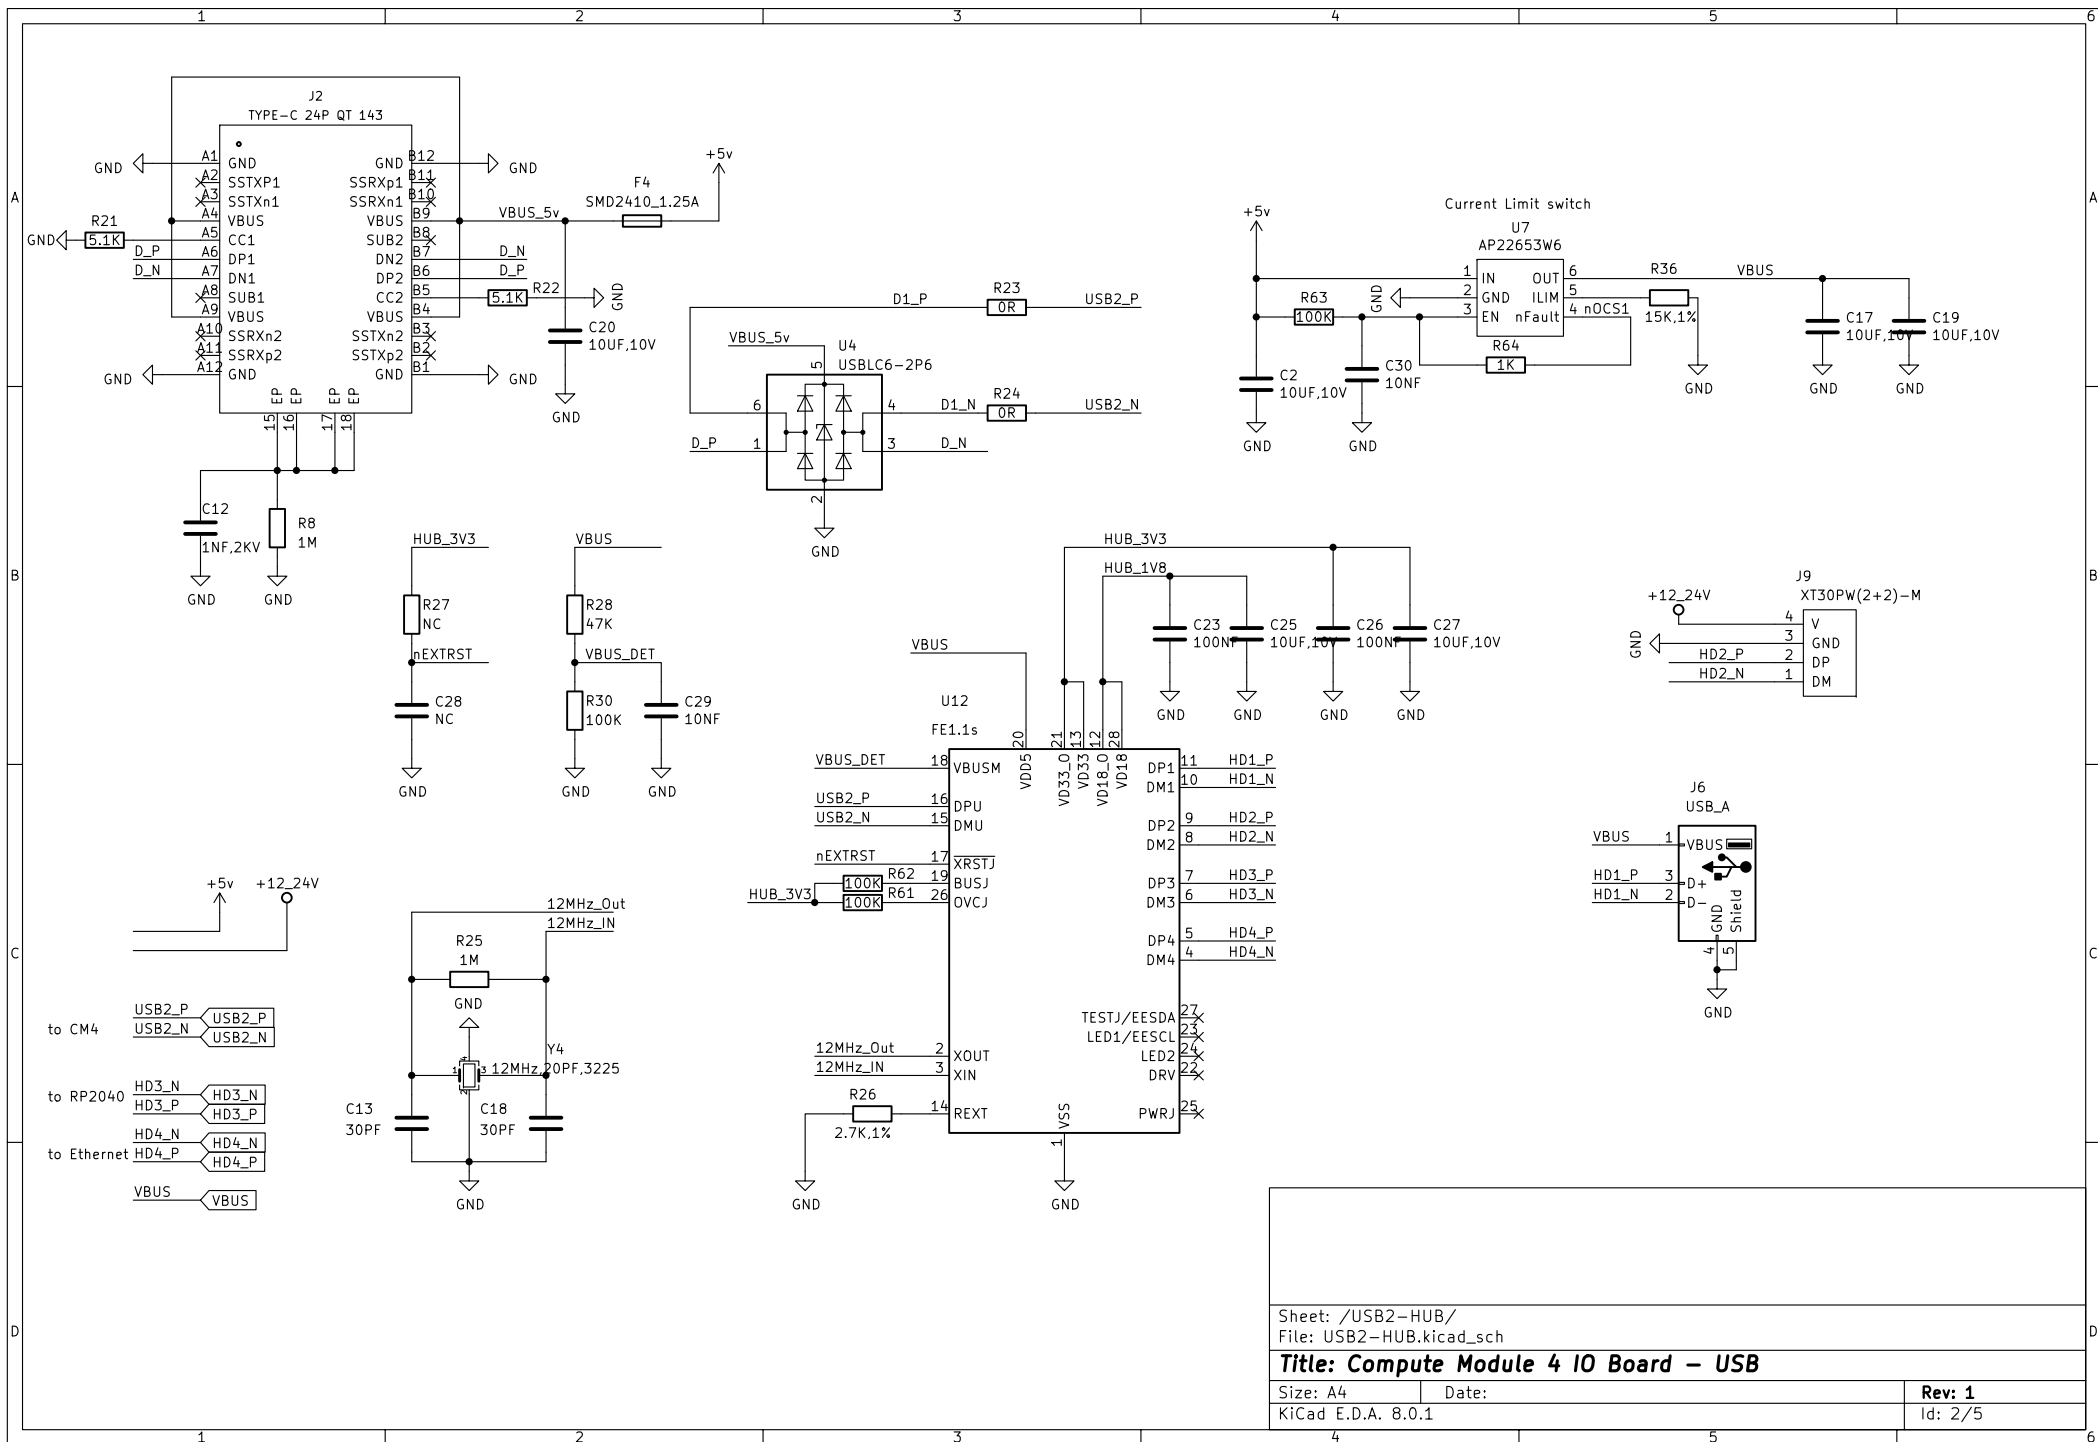 1 2 3 4 5 6
A
B
C
D
J2
TYPE-C 24P QT 143
A1 GND
A2 SSTXP1
A3 SSTXn1
A4 VBUS
A5 CC1
A6 DP1
A7 DN1
A8 SUB1
A9 VBUS
A10 SSRXn2
A11 SSRXp2
A12 GND
GND B12
SSRXp1 B11
SSRXn1 B10
VBUS B9
SUB2 B8
DN2 B7
DP2 B6
CC2 B5
VBUS B4
SSTXn2 B3
SSTXp2 B2
GND B1
EP EP EP EP
15 16 17 18
GND
GND
GND
GND
R21
GND 5.1K
D_P
D_N
D_N
D_P
5.1K R22
GND
VBUS_5v
F4
SMD2410_1.25A
+5v
C20
10UF,10V
GND
C12
1NF,2KV
GND
R8
1M
GND
D1_P
R23
0R
USB2_P
VBUS_5v
U4
USBLC6-2P6
5
6
1
4
3
2
D_P
D1_N
R24
0R
USB2_N
D_N
GND
Current Limit switch
U7
AP22653W6
+5v
1 IN
2 GND
3 EN
OUT 6
ILIM 5
nFault 4
nOCS1
GND
R63
100K
R64
1K
R36
15K,1%
GND
VBUS
C2
10UF,10V
GND
C30
10NF
GND
C17
10UF,10V
GND
C19
10UF,10V
GND
HUB_3V3
R27
NC
nEXTRST
C28
NC
GND
VBUS
R28
47K
VBUS_DET
R30
100K
GND
C29
10NF
GND
HUB_3V3
HUB_1V8
C23
100NF
GND
C25
10UF,10V
GND
C26
100NF
GND
C27
10UF,10V
GND
VBUS
U12
FE1.1s
20 21 13 12 28
VDD5 VD33_O VD33 VD18_O VD18
VBUS_DET 18 VBUSM
USB2_P 16 DPU
USB2_N 15 DMU
nEXTRST 17 XRSTJ
100K R62 19 BUSJ
HUB_3V3 100K R61 26 OVCJ
12MHz_Out 2 XOUT
12MHz_IN 3 XIN
R26 14 REXT
2.7K,1%
GND
VSS
1
GND
DP1 11 HD1_P
DM1 10 HD1_N
DP2 9 HD2_P
DM2 8 HD2_N
DP3 7 HD3_P
DM3 6 HD3_N
DP4 5 HD4_P
DM4 4 HD4_N
TESTJ/EESDA 27
LED1/EESCL 23
LED2 24
DRV 22
PWRJ 25
J9
XT30PW(2+2)-M
+12_24V
4 V
GND 3 GND
HD2_P 2 DP
HD2_N 1 DM
J6
USB_A
VBUS 1 VBUS
HD1_P 3 D+
HD1_N 2 D-
GND Shield
4 5
GND
+5v +12_24V
to CM4
USB2_P USB2_P
USB2_N USB2_N
to RP2040
HD3_N HD3_N
HD3_P HD3_P
to Ethernet
HD4_N HD4_N
HD4_P HD4_P
VBUS VBUS
12MHz_Out
12MHz_IN
R25
1M
GND
Y4
12MHz,20PF,3225
1 2 3 4
C13
30PF
C18
30PF
GND
Sheet: /USB2-HUB/
File: USB2-HUB.kicad_sch
Title: Compute Module 4 IO Board - USB
Size: A4 Date: Rev: 1
KiCad E.D.A. 8.0.1 Id: 2/5
A
B
C
D
1 2 3 4 5 6